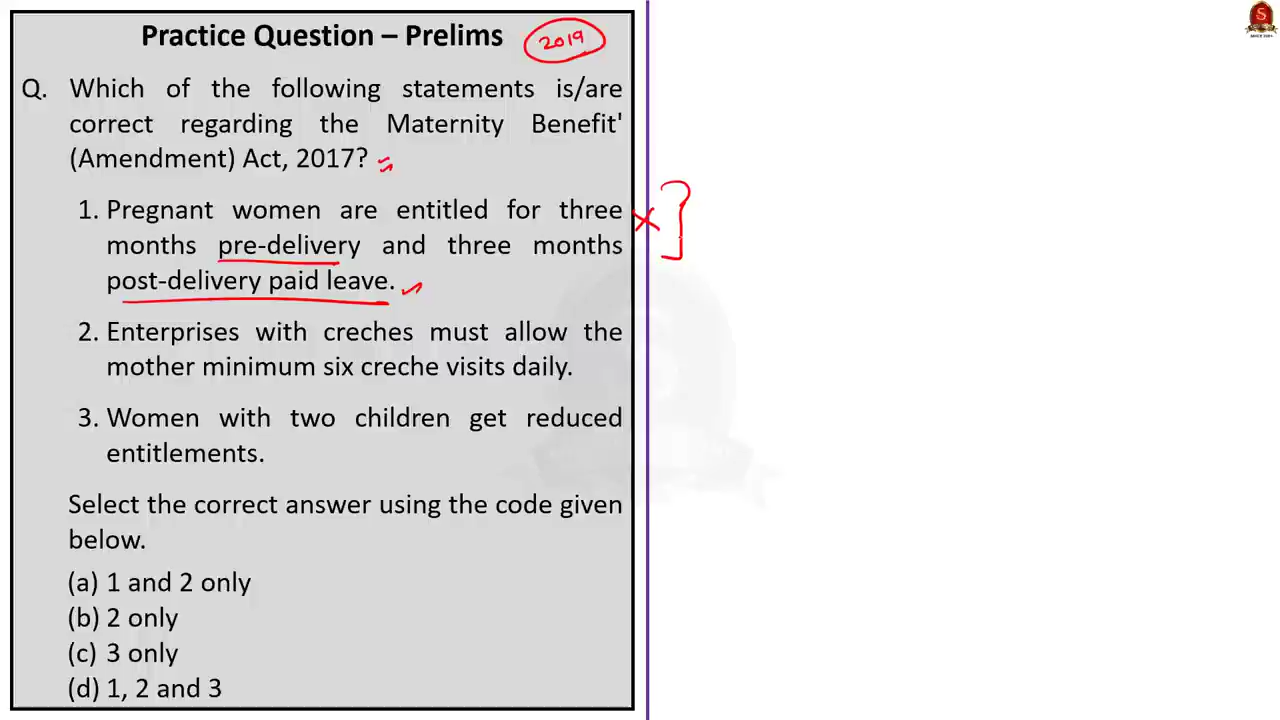 Practice Question – Prelims
2019
Q. Which of the following statements is/are
correct regarding the Maternity Benefit'
(Amendment) Act, 2017?
1. Pregnant women are entitled for three
months pre-delivery and three months
post-delivery paid leave.
2. Enterprises with creches must allow the
mother minimum six creche visits daily.
3. Women with two children get reduced
entitlements.
Select the correct answer using the code given
below.
(a) 1 and 2 only
(b) 2 only
(c) 3 only
(d) 1, 2 and 3
S